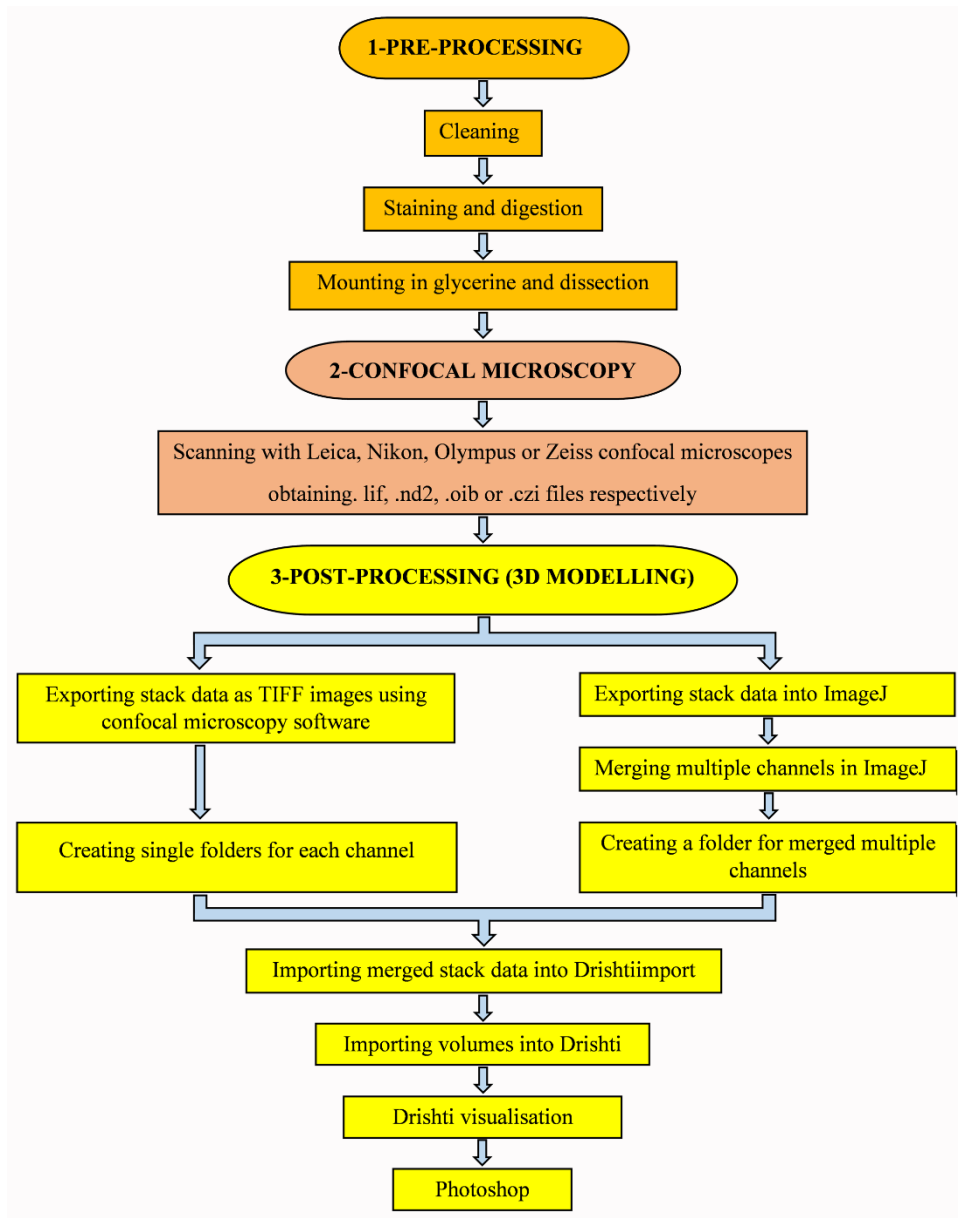 1-PRE-PROCESSING
Cleaning
Staining and digestion
Mounting in glycerine and dissection
2-CONFOCAL MICROSCOPY
Scanning with Leica, Nikon, Olympus or Zeiss confocal microscopes
obtaining. lif, .nd2, .oib or .czi files respectively
3-POST-PROCESSING (3D MODELLING)
Exporting stack data as TIFF images using
confocal microscopy software
Creating single folders for each channel
Exporting stack data into ImageJ
Merging multiple channels in ImageJ
Creating a folder for merged multiple
channels
Importing merged stack data into Drishtiimport
Importing volumes into Drishti
Drishti visualisation
Photoshop